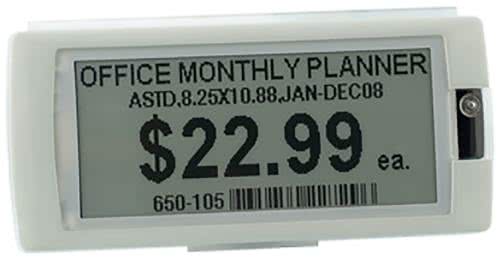 OFFICE MONTHLY PLANNER
ASTD,8.25X10.88,JAN-DEC08
$22.99 ea.
650-105